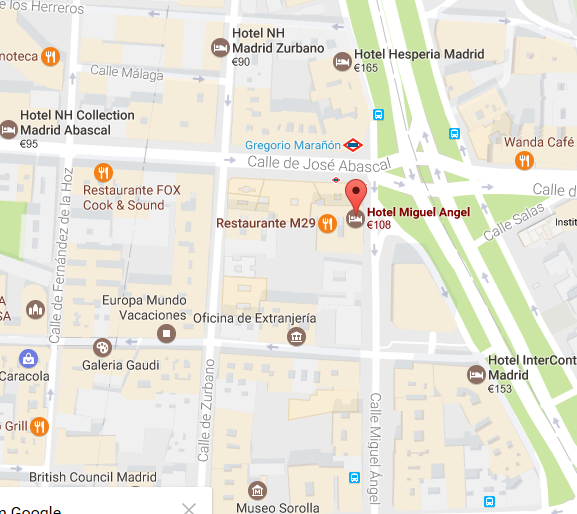 os Herreros
Hotel NH
Madrid Zurbano
€90
Hotel Hesperia Madrid
€165
noteca
Calle Málaga
Hotel NH Collection
Madrid Abascal
€95
Gregorio Marañón
Wanda Café
Calle de José Abascal
Calle d
Restaurante FOX
Cook & Sound
Calle de Fernández de la Hoz
Hotel Miguel Angel
€108
Restaurante M29
Calle Salas
Instit
Europa Mundo
Vacaciones
Oficina de Extranjería
A
SA
Galeria Gaudi
Caracola
Hotel InterCont
Madrid
€153
Calle de Zurbano
Calle Miguel Ángel
o Grill
British Council Madrid
Museo Sorolla
n Google